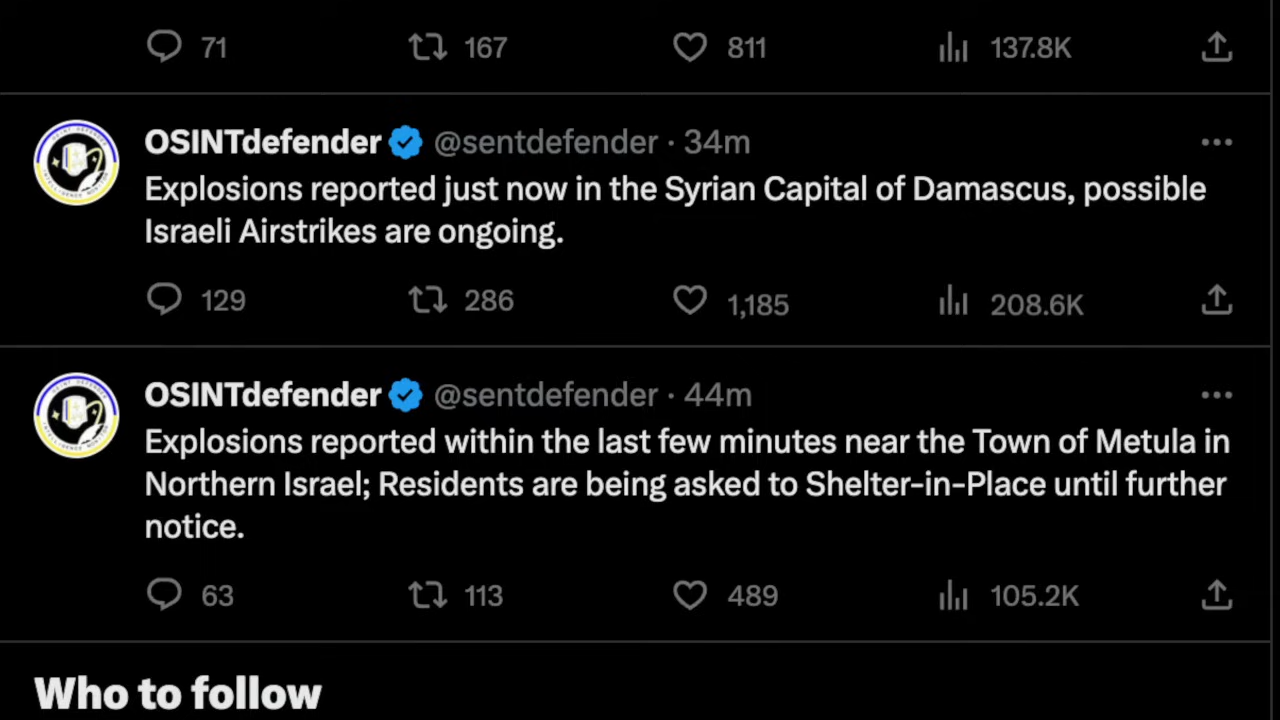 71 167 811 137.8K
OSINTdefender @sentdefender · 34m
Explosions reported just now in the Syrian Capital of Damascus, possible
Israeli Airstrikes are ongoing.
129 286 1,185 208.6K
OSINTdefender @sentdefender · 44m
Explosions reported within the last few minutes near the Town of Metula in
Northern Israel; Residents are being asked to Shelter-in-Place until further
notice.
63 113 489 105.2K
Who to follow